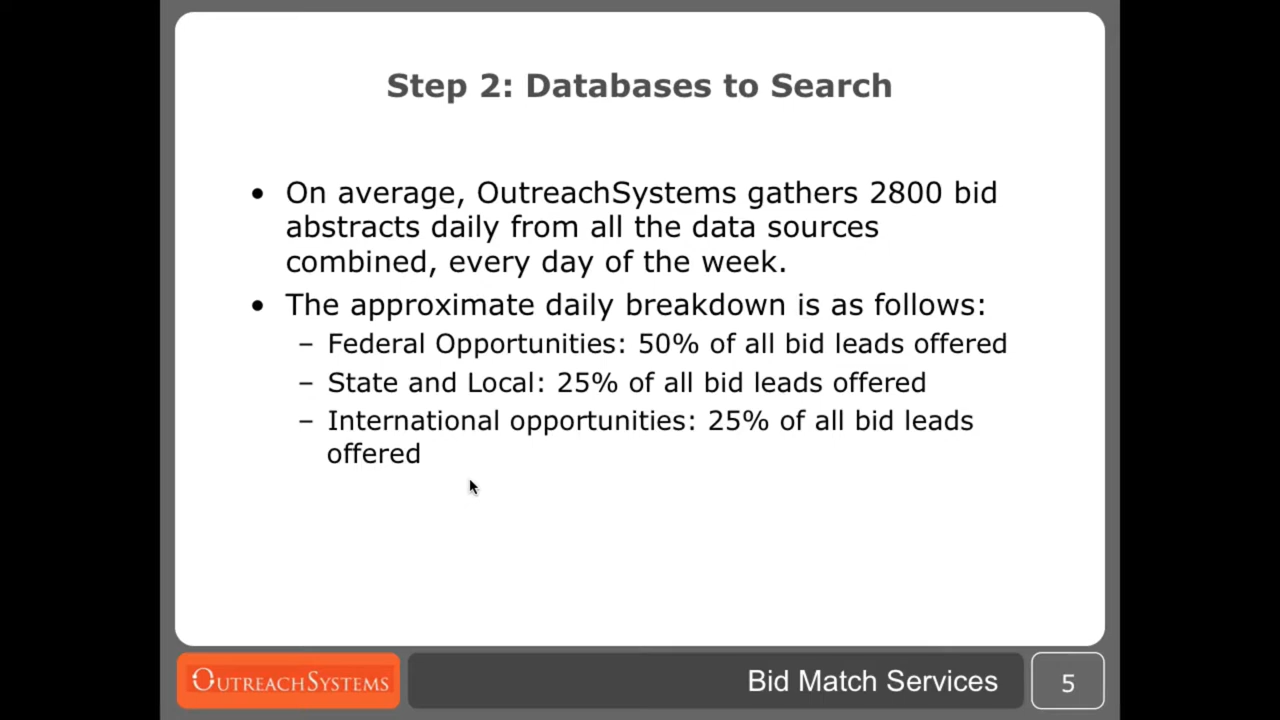 Step 2: Databases to Search
• On average, OutreachSystems gathers 2800 bid
abstracts daily from all the data sources
combined, every day of the week.
• The approximate daily breakdown is as follows:
– Federal Opportunities: 50% of all bid leads offered
– State and Local: 25% of all bid leads offered
– International opportunities: 25% of all bid leads
offered
OUTREACHSYSTEMS
Bid Match Services
5